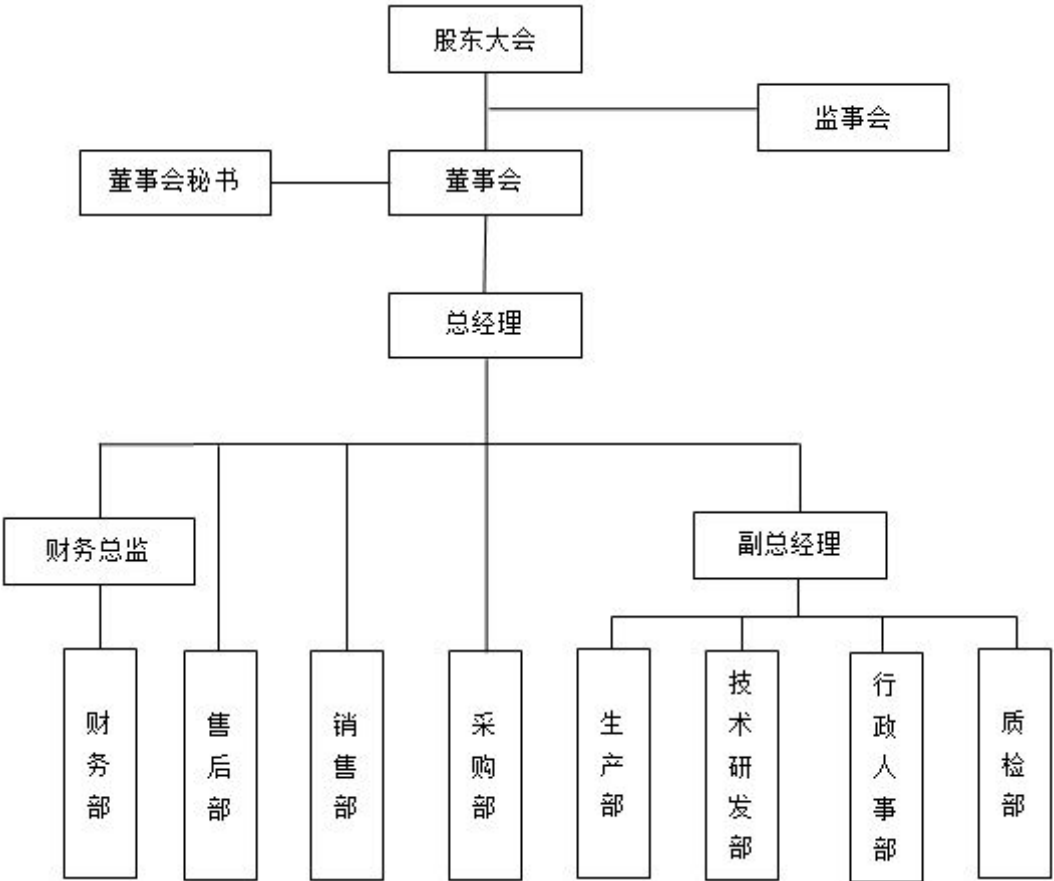 股东大会
监事会
董事会秘书
董事会
总经理
财务总监
副总经理
财务部
售后部
销售部
采购部
生产部
技术研发部
行政人事部
质检部